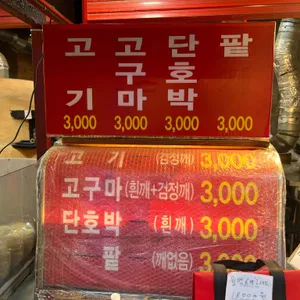 고 고 단 팥
구 호
기 마 박
3,000 3,000 3,000 3,000
고 기 (검정깨) 3,000
고구마 (흰깨+검정깨) 3,000
단호박 (흰깨) 3,000
팥 (깨없음) 3,000